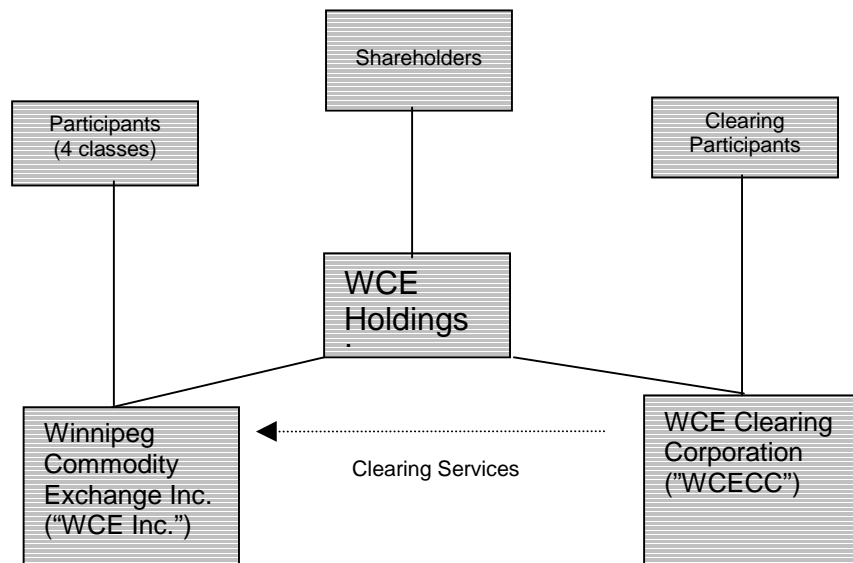 Shareholders
Participants
(4 classes)
Clearing
Participants
WCE
Holdings
Winnipeg
Commodity
Exchange Inc.
(“WCE Inc.”)
Clearing Services
WCE Clearing
Corporation
(”WCECC”)